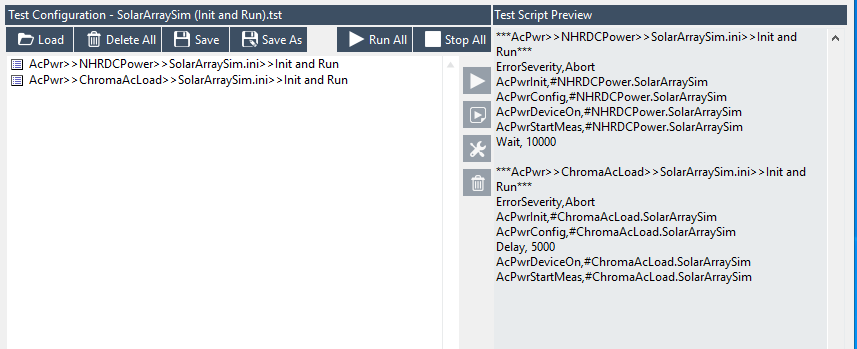 Test Configuration - SolarArraySim (Init and Run).tst
Load
Delete All
Save
Save As
Run All
Stop All
AcPwr>>NHRDCPower>>SolarArraySim.ini>>Init and Run
AcPwr>>ChromaAcLoad>>SolarArraySim.ini>>Init and Run
Test Script Preview
***AcPwr>>NHRDCPower>>SolarArraySim.ini>>Init and
Run***
ErrorSeverity,Abort
AcPwrInit,#NHRDCPower.SolarArraySim
AcPwrConfig,#NHRDCPower.SolarArraySim
AcPwrDeviceOn,#NHRDCPower.SolarArraySim
AcPwrStartMeas,#NHRDCPower.SolarArraySim
Wait, 10000
***AcPwr>>ChromaAcLoad>>SolarArraySim.ini>>Init and
Run***
ErrorSeverity,Abort
AcPwrInit,#ChromaAcLoad.SolarArraySim
AcPwrConfig,#ChromaAcLoad.SolarArraySim
Delay, 5000
AcPwrDeviceOn,#ChromaAcLoad.SolarArraySim
AcPwrStartMeas,#ChromaAcLoad.SolarArraySim